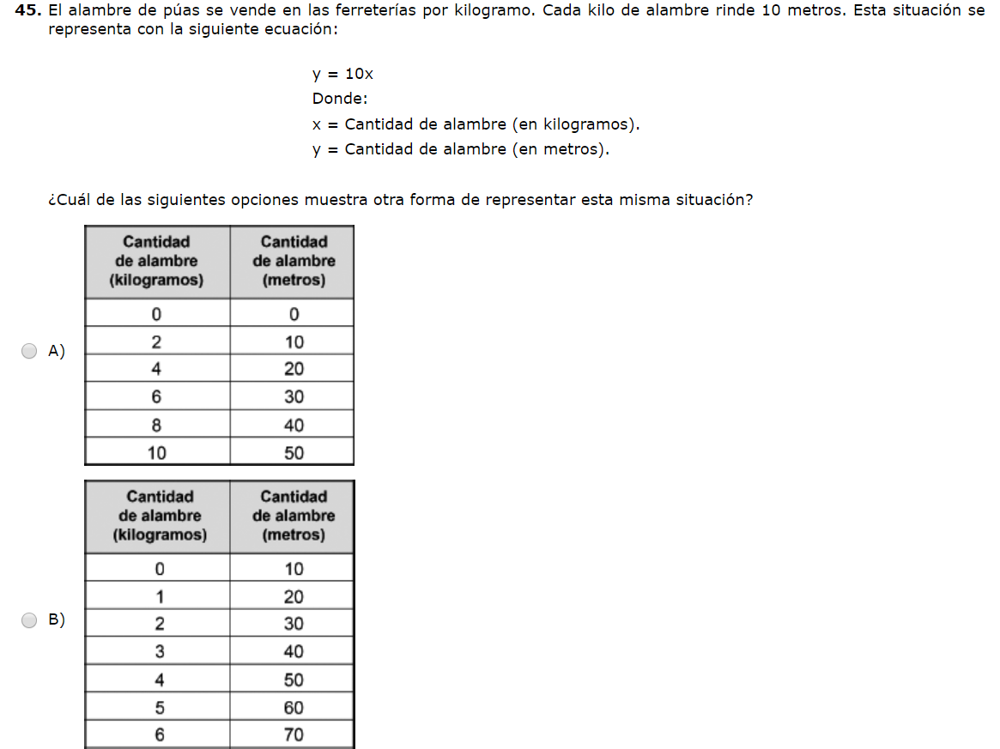 45. El alambre de púas se vende en las ferreterías por kilogramo. Cada kilo de alambre rinde 10 metros. Esta situación se
representa con la siguiente ecuación:
y = 10x
Donde:
x = Cantidad de alambre (en kilogramos).
y = Cantidad de alambre (en metros).
¿Cuál de las siguientes opciones muestra otra forma de representar esta misma situación?
A)
Cantidad de alambre (kilogramos) Cantidad de alambre (metros)
0 0
2 10
4 20
6 30
8 40
10 50
B)
Cantidad de alambre (kilogramos) Cantidad de alambre (metros)
0 10
1 20
2 30
3 40
4 50
5 60
6 70